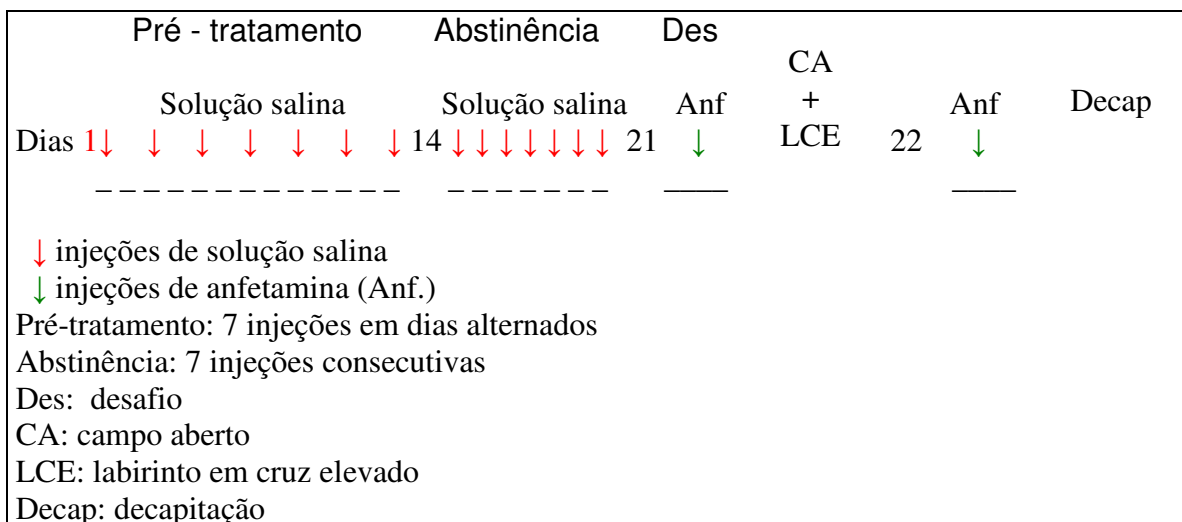 Pré - tratamento Abstinência Des
CA
Solução salina Solução salina Anf + Anf Decap
Dias 1↓ ↓ ↓ ↓ ↓ ↓ ↓ 14 ↓ ↓ ↓ ↓ ↓ ↓ ↓ 21 ↓ LCE 22 ↓
_ _ _ _ _ _ _ _ _ _ _ _ _ _ _ _ _ _ _ _ ____ ____
↓ injeções de solução salina
↓ injeções de anfetamina (Anf.)
Pré-tratamento: 7 injeções em dias alternados
Abstinência: 7 injeções consecutivas
Des: desafio
CA: campo aberto
LCE: labirinto em cruz elevado
Decap: decapitação